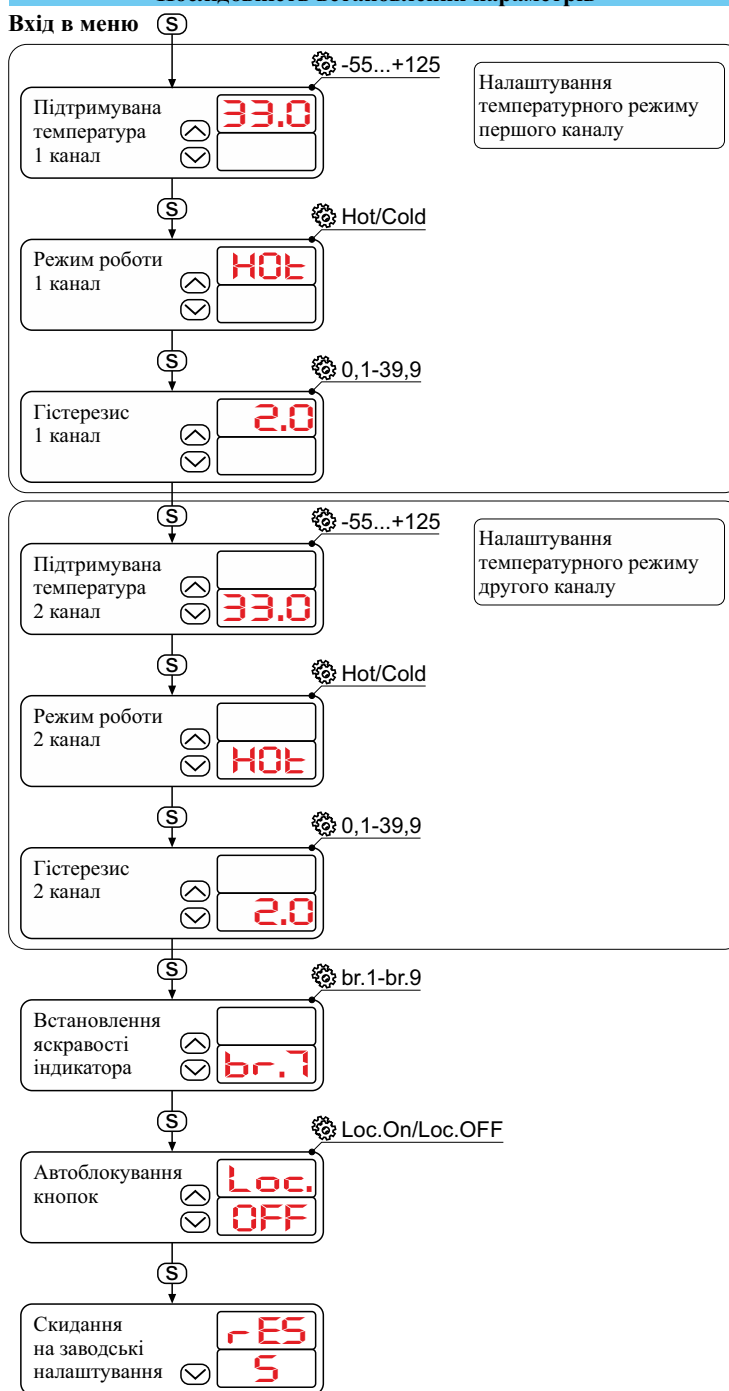 Послідовність встановлення параметрів
Вхід в меню S
-55...+125
Налаштування
температурного режиму
першого каналу
Підтримувана
температура
1 канал
33.0
S
Hot/Cold
Режим роботи
1 канал
HOt
S
0,1-39,9
Гістерезис
1 канал
2.0
S
-55...+125
Налаштування
температурного режиму
другого каналу
Підтримувана
температура
2 канал
33.0
S
Hot/Cold
Режим роботи
2 канал
HOt
S
0,1-39,9
Гістерезис
2 канал
2.0
S
br.1-br.9
Встановлення
яскравості
індикатора
br.7
S
Loc.On/Loc.OFF
Автоблокування
кнопок
Loc.
OFF
S
Скидання
на заводські
налаштування
rES
5